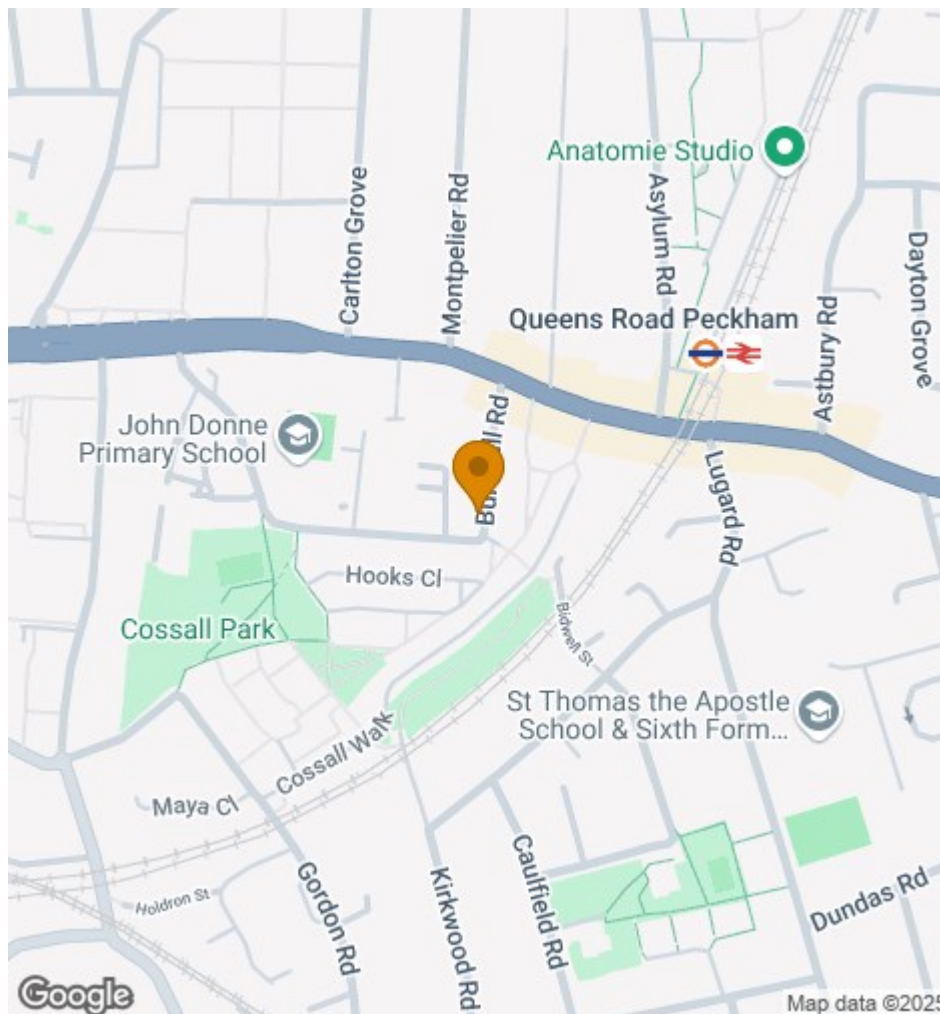 Anatomie Studio
Carlton Grove
Montpelier Rd
Asylum Rd
Dayton Grove
Queens Road Peckham
Astbury Rd
John Donne
Primary School
Rd
Lugard Rd
Hooks Cl
Bidwell St
Cossall Park
St Thomas the Apostle
School & Sixth Form...
Cossall Walk
Maya Cl
Gordon Rd
Kirkwood Rd
Caulfield Rd
Holdron St
Dundas Rd
Google
Map data ©2025